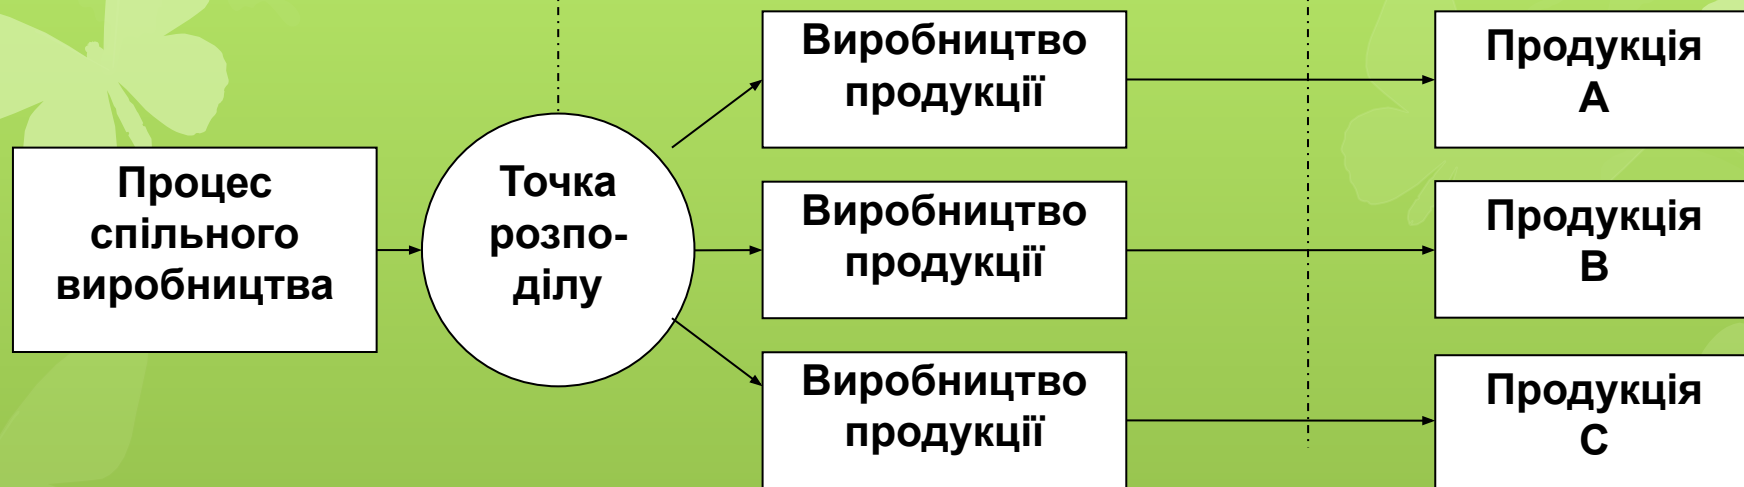 Процес
спільного
виробництва
Точка
розпо-
ділу
Виробництво
продукції
Виробництво
продукції
Виробництво
продукції
Продукція
А
Продукція
В
Продукція
С